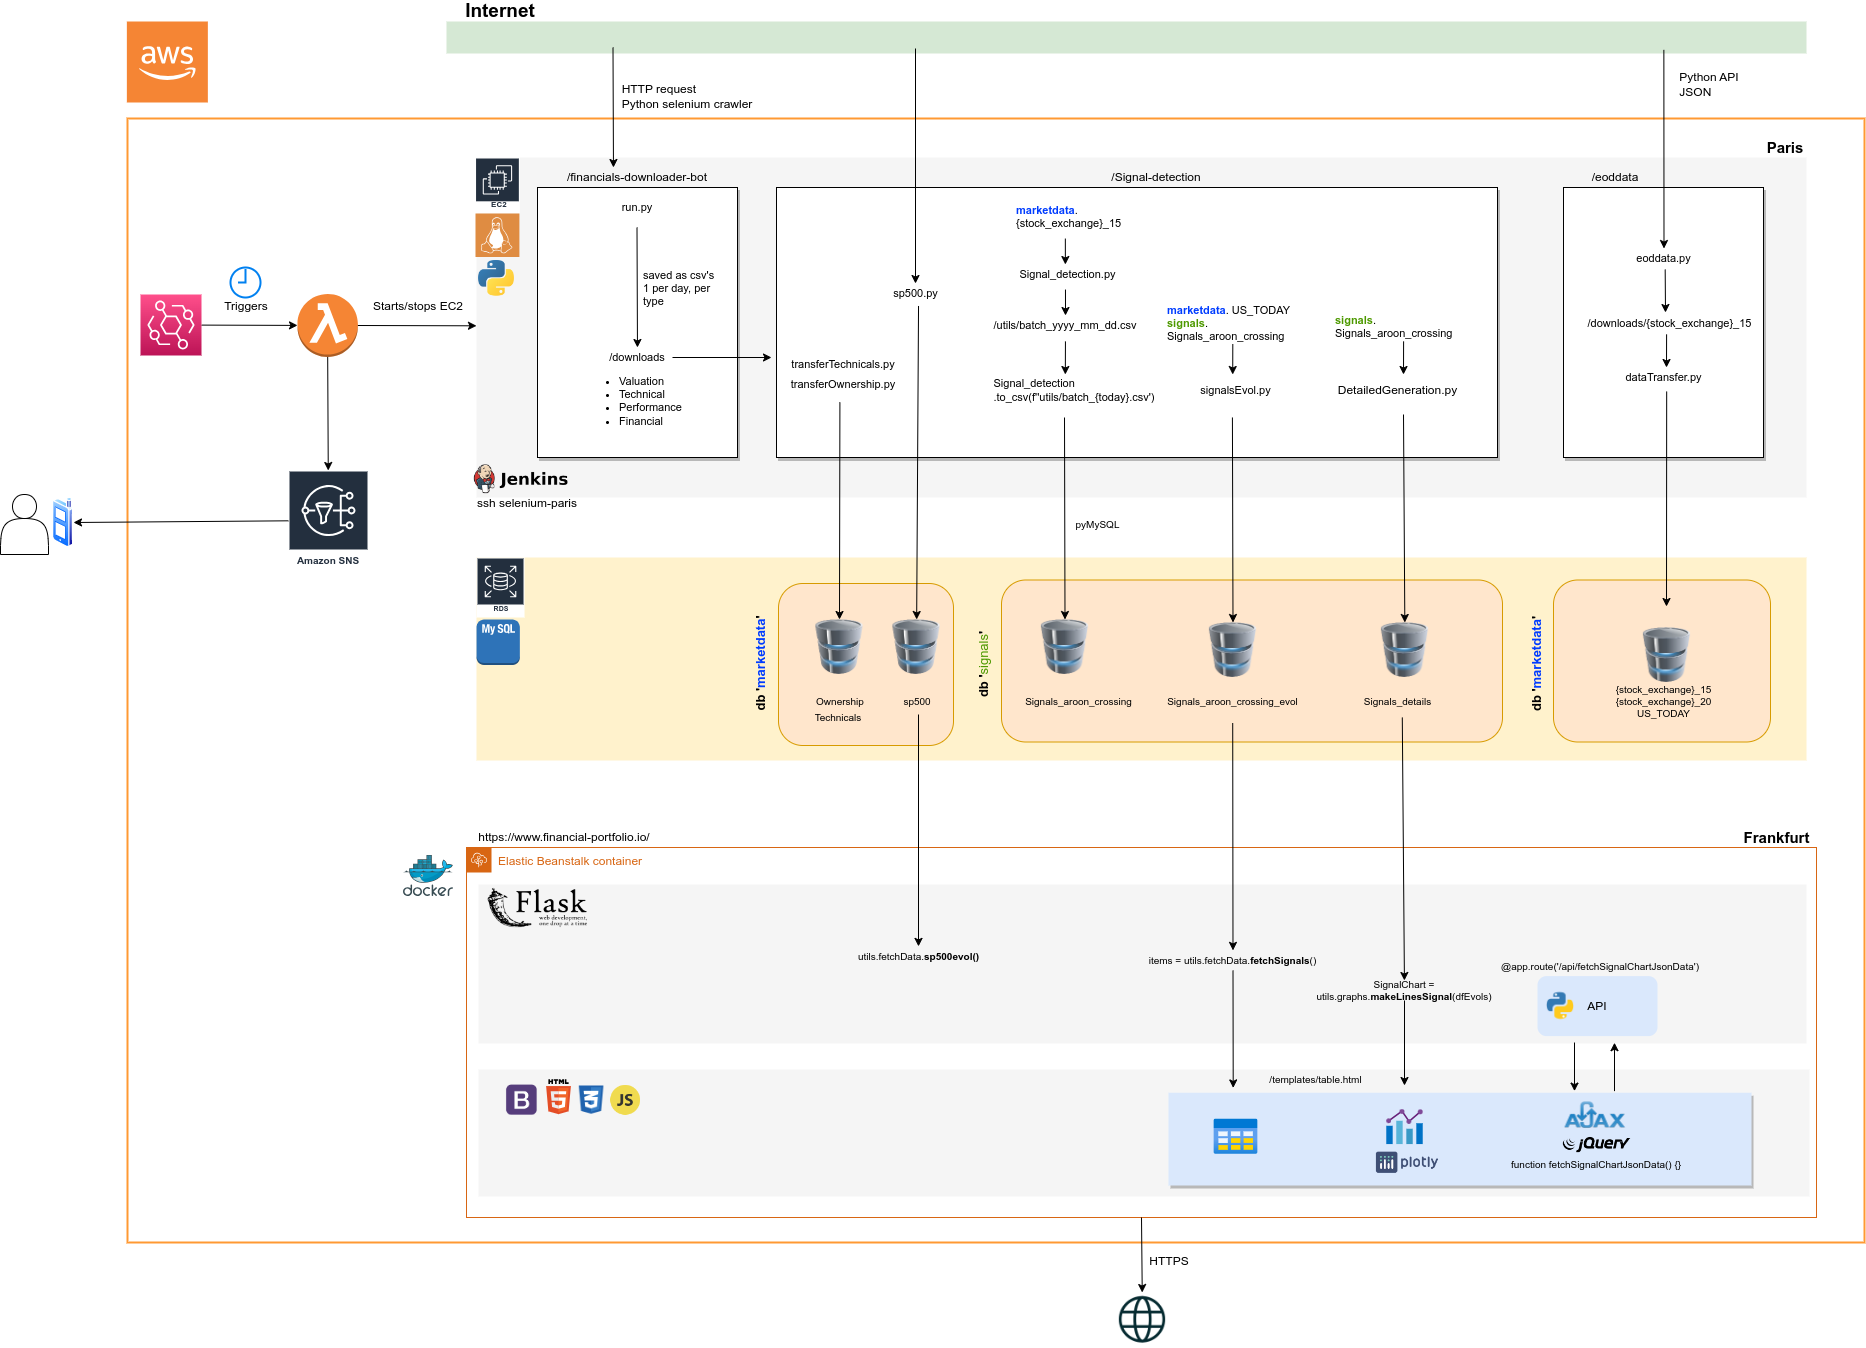 Internet
aws
HTTP request
Python selenium crawler
Python API
JSON
Paris
EC2
/financials-downloader-bot
run.py
saved as csv's
1 per day, per
type
/downloads
• Valuation
• Technical
• Performance
• Financial
/Signal-detection
sp500.py
transferTechnicals.py
transferOwnership.py
marketdata.
{stock_exchange}_15
Signal_detection.py
/utils/batch_yyyy_mm_dd.csv
Signal_detection
.to_csv(f"utils/batch_{today}.csv')
marketdata. US_TODAY
signals.
Signals_aroon_crossing
signalsEvol.py
signals.
Signals_aroon_crossing
DetailedGeneration.py
/eoddata
eoddata.py
/downloads/{stock_exchange}_15
dataTransfer.py
Triggers
Starts/stops EC2
Amazon SNS
Jenkins
ssh selenium-paris
pyMySQL
RDS
My SQL
db 'marketdata'
Ownership
Technicals
sp500
db 'signals'
Signals_aroon_crossing
Signals_aroon_crossing_evol
Signals_details
db 'marketdata'
{stock_exchange}_15
{stock_exchange}_20
US_TODAY
https://www.financial-portfolio.io/
Frankfurt
docker
Elastic Beanstalk container
Flask
web development,
one drop at a time
utils.fetchData.sp500evol()
items = utils.fetchData.fetchSignals()
SignalChart =
utils.graphs.makeLinesSignal(dfEvols)
@app.route('/api/fetchSignalChartJsonData')
API
B
HTML
5
3
JS
/templates/table.html
plotly
AJAX
jQuery
function fetchSignalChartJsonData() {}
HTTPS